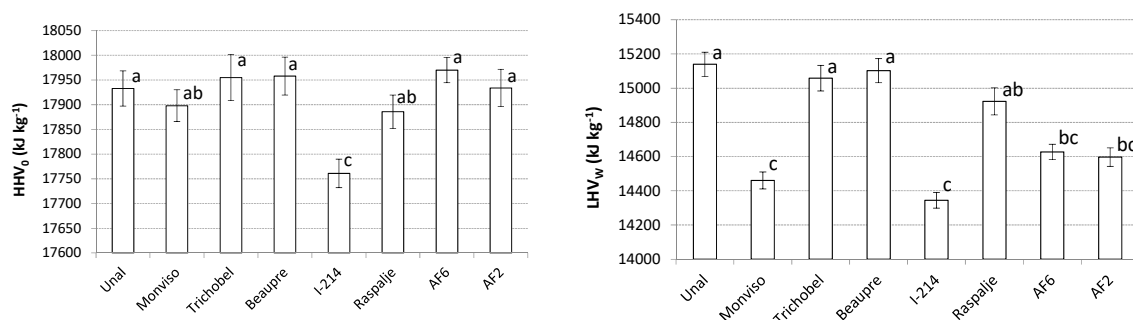 HHV₀ (kJ kg⁻¹)
18050
18000
17950
17900
17850
17800
17750
17700
17650
17600
a
ab
a
a
c
ab
a
a
Unal
Monviso
Trichobel
Beaupre
I-214
Raspalje
AF6
AF2
LHVw (kJ kg⁻¹)
15400
15200
15000
14800
14600
14400
14200
14000
a
c
a
a
c
ab
bc
bc
Unal
Monviso
Trichobel
Beaupre
I-214
Raspalje
AF6
AF2